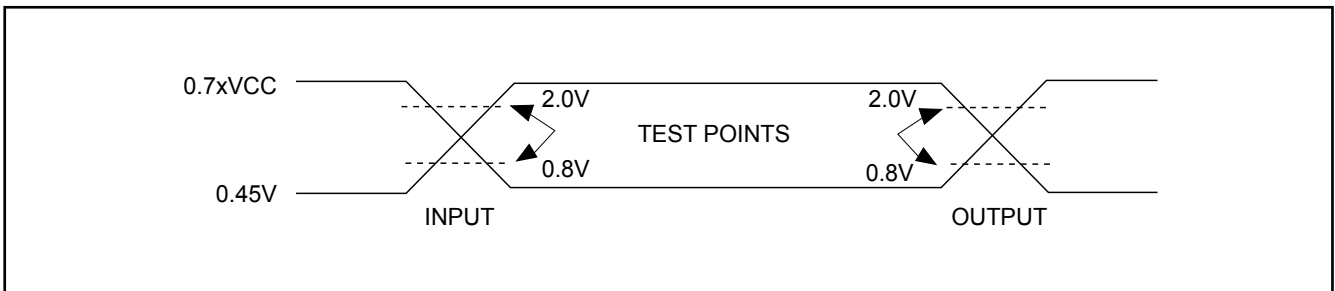 0.7xVCC
2.0V
2.0V
TEST POINTS
0.8V
0.8V
0.45V
INPUT
OUTPUT